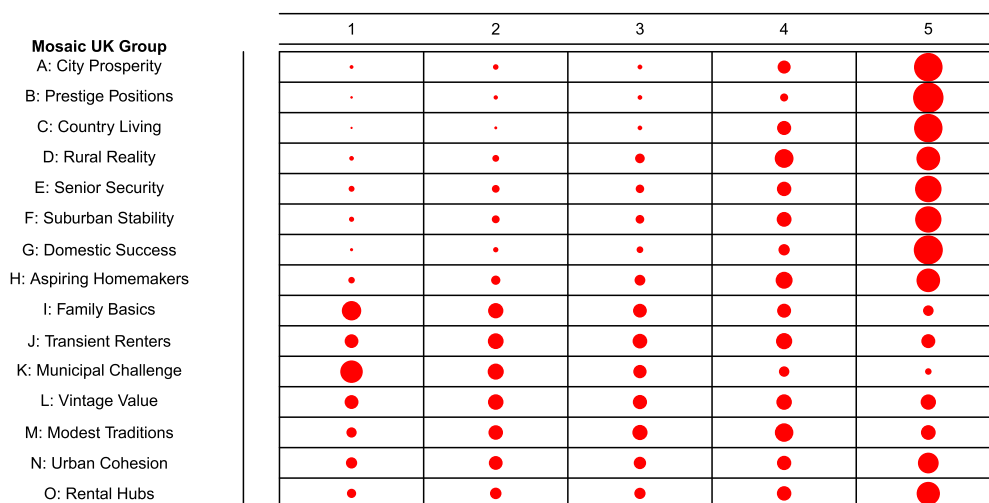 1 2 3 4 5
Mosaic UK Group
A: City Prosperity
B: Prestige Positions
C: Country Living
D: Rural Reality
E: Senior Security
F: Suburban Stability
G: Domestic Success
H: Aspiring Homemakers
I: Family Basics
J: Transient Renters
K: Municipal Challenge
L: Vintage Value
M: Modest Traditions
N: Urban Cohesion
O: Rental Hubs